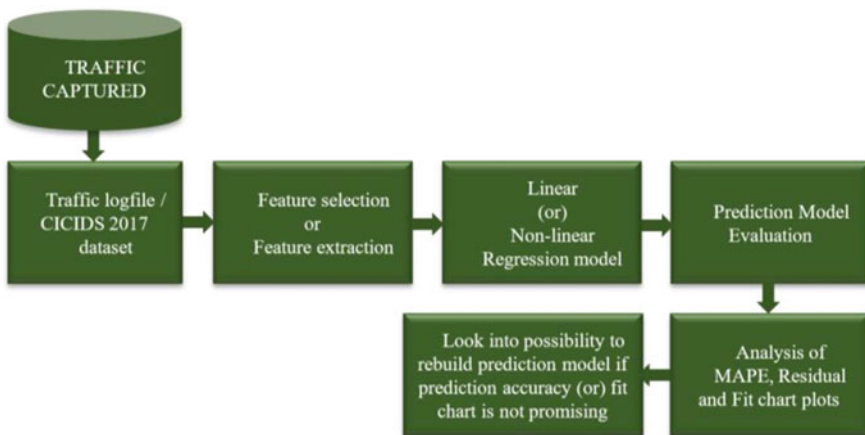 TRAFFIC
CAPTURED
Traffic logfile /
CICIDS 2017
dataset
Feature selection
or
Feature extraction
Linear
(or)
Non-linear
Regression model
Prediction Model
Evaluation
Analysis of
MAPE, Residual
and Fit chart plots
Look into possibility to
rebuild prediction model if
prediction accuracy (or) fit
chart is not promising